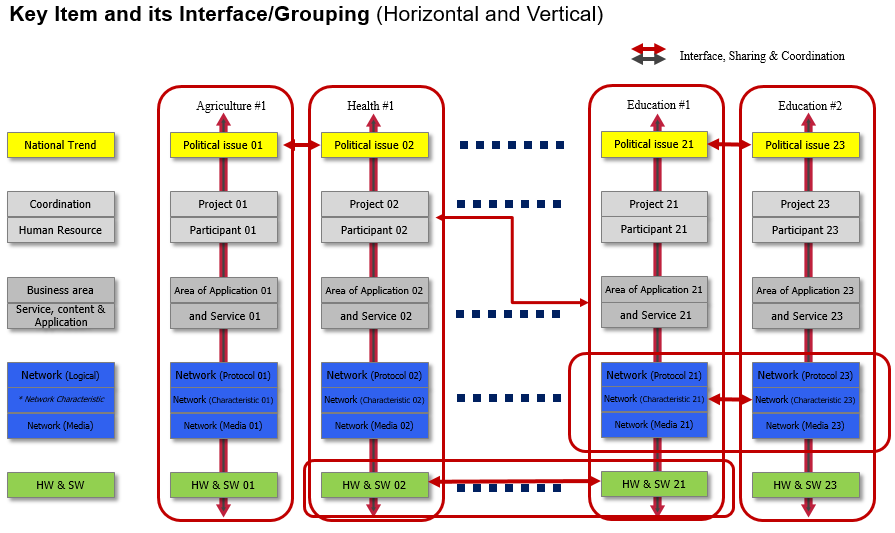 Key Item and its Interface/Grouping (Horizontal and Vertical)
Interface, Sharing & Coordination
Agriculture #1
Health #1
Education #1
Education #2
National Trend
Political issue 01
Political issue 02
Political issue 21
Political issue 23
Coordination
Project 01
Project 02
Project 21
Project 23
Human Resource
Participant 01
Participant 02
Participant 21
Participant 23
Business area
Area of Application 01
Area of Application 02
Area of Application 21
Area of Application 23
Service, content &
Application
and Service 01
and Service 02
and Service 21
and Service 23
Network (Logical)
Network (Protocol 01)
Network (Protocol 02)
Network (Protocol 21)
Network (Protocol 23)
* Network Characteristic
Network (Characteristic 01)
Network (Characteristic 02)
Network (Characteristic 21)
Network (Characteristic 23)
Network (Media)
Network (Media 01)
Network (Media 02)
Network (Media 21)
Network (Media 23)
HW & SW
HW & SW 01
HW & SW 02
HW & SW 21
HW & SW 23